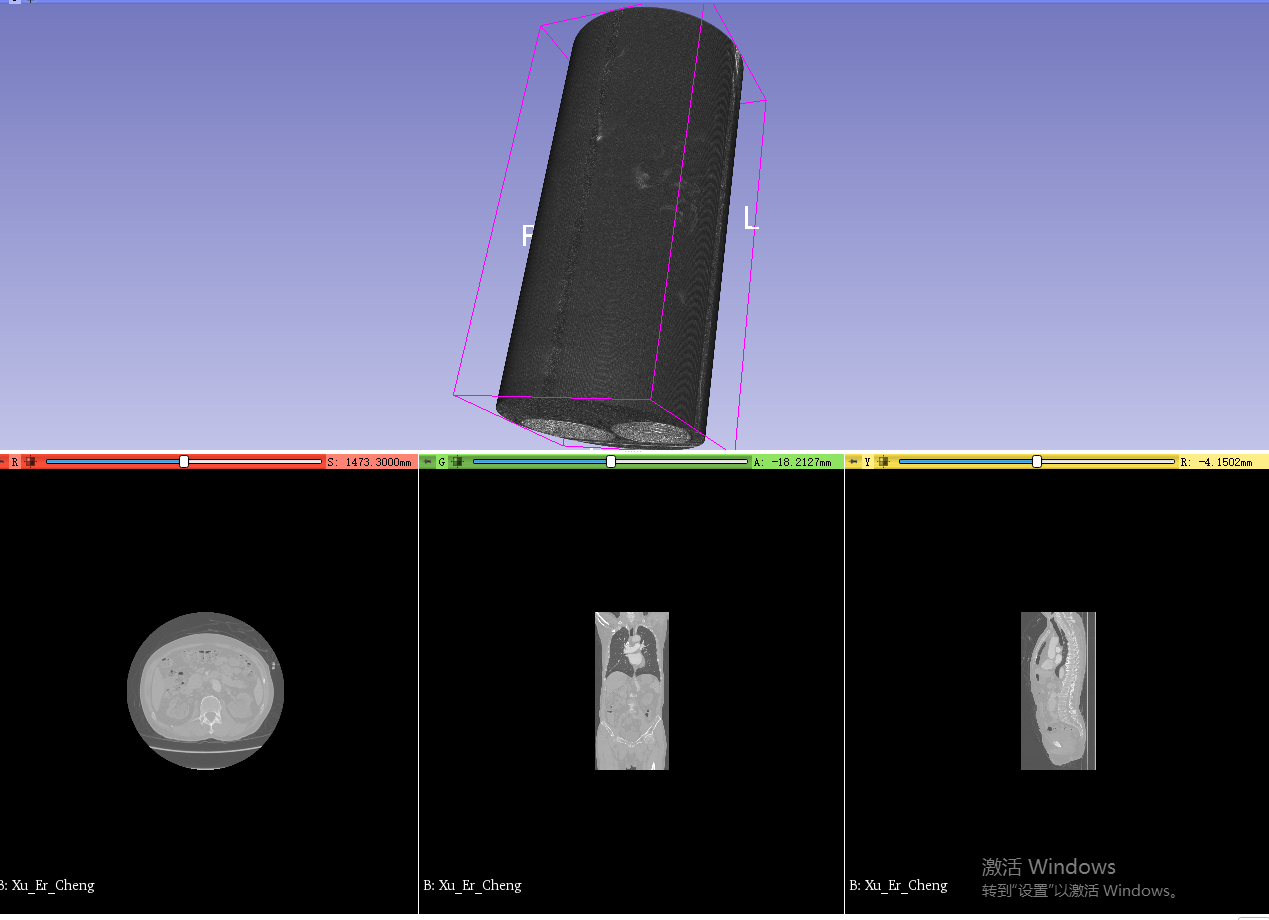 R
L
R S: 1473.3000mm
G A: -18.2127mm
Y R: -4.1502mm
B: Xu_Er_Cheng
B: Xu_Er_Cheng
B: Xu_Er_Cheng
激活 Windows
转到“设置”以激活 Windows。